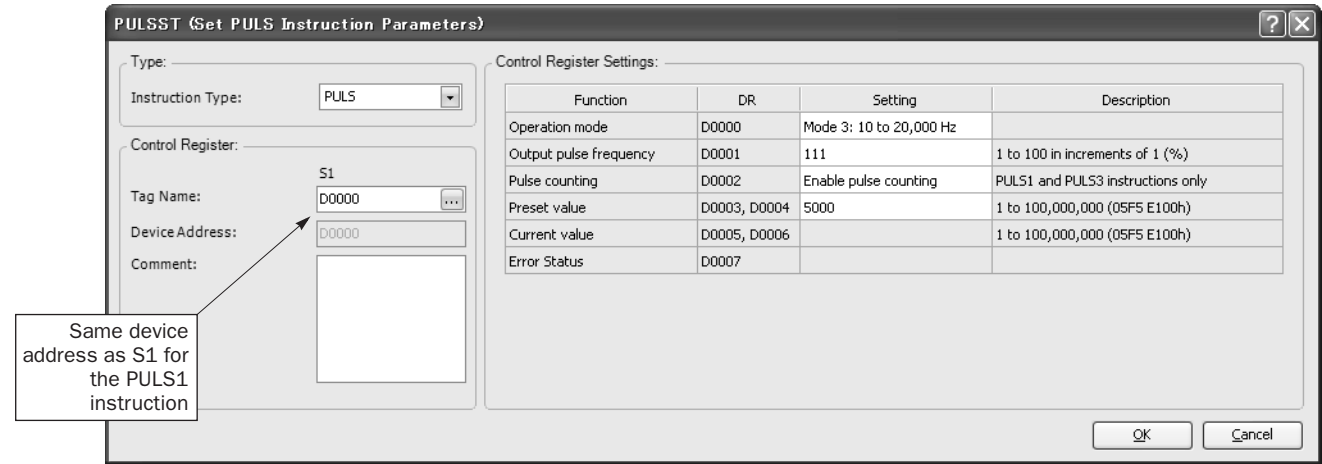 PULSST (Set PULS Instruction Parameters)
Type:
Instruction Type: PULS
Control Register:
S1
Tag Name: D0000 ...
Device Address: D0000
Comment:
Same device
address as S1 for
the PULS1
instruction
Control Register Settings:
Function DR Setting Description
Operation mode D0000 Mode 3: 10 to 20,000 Hz
Output pulse frequency D0001 111 1 to 100 in increments of 1 (%)
Pulse counting D0002 Enable pulse counting PULS1 and PULS3 instructions only
Preset value D0003, D0004 5000 1 to 100,000,000 (05F5 E100h)
Current value D0005, D0006 1 to 100,000,000 (05F5 E100h)
Error Status D0007
OK Cancel